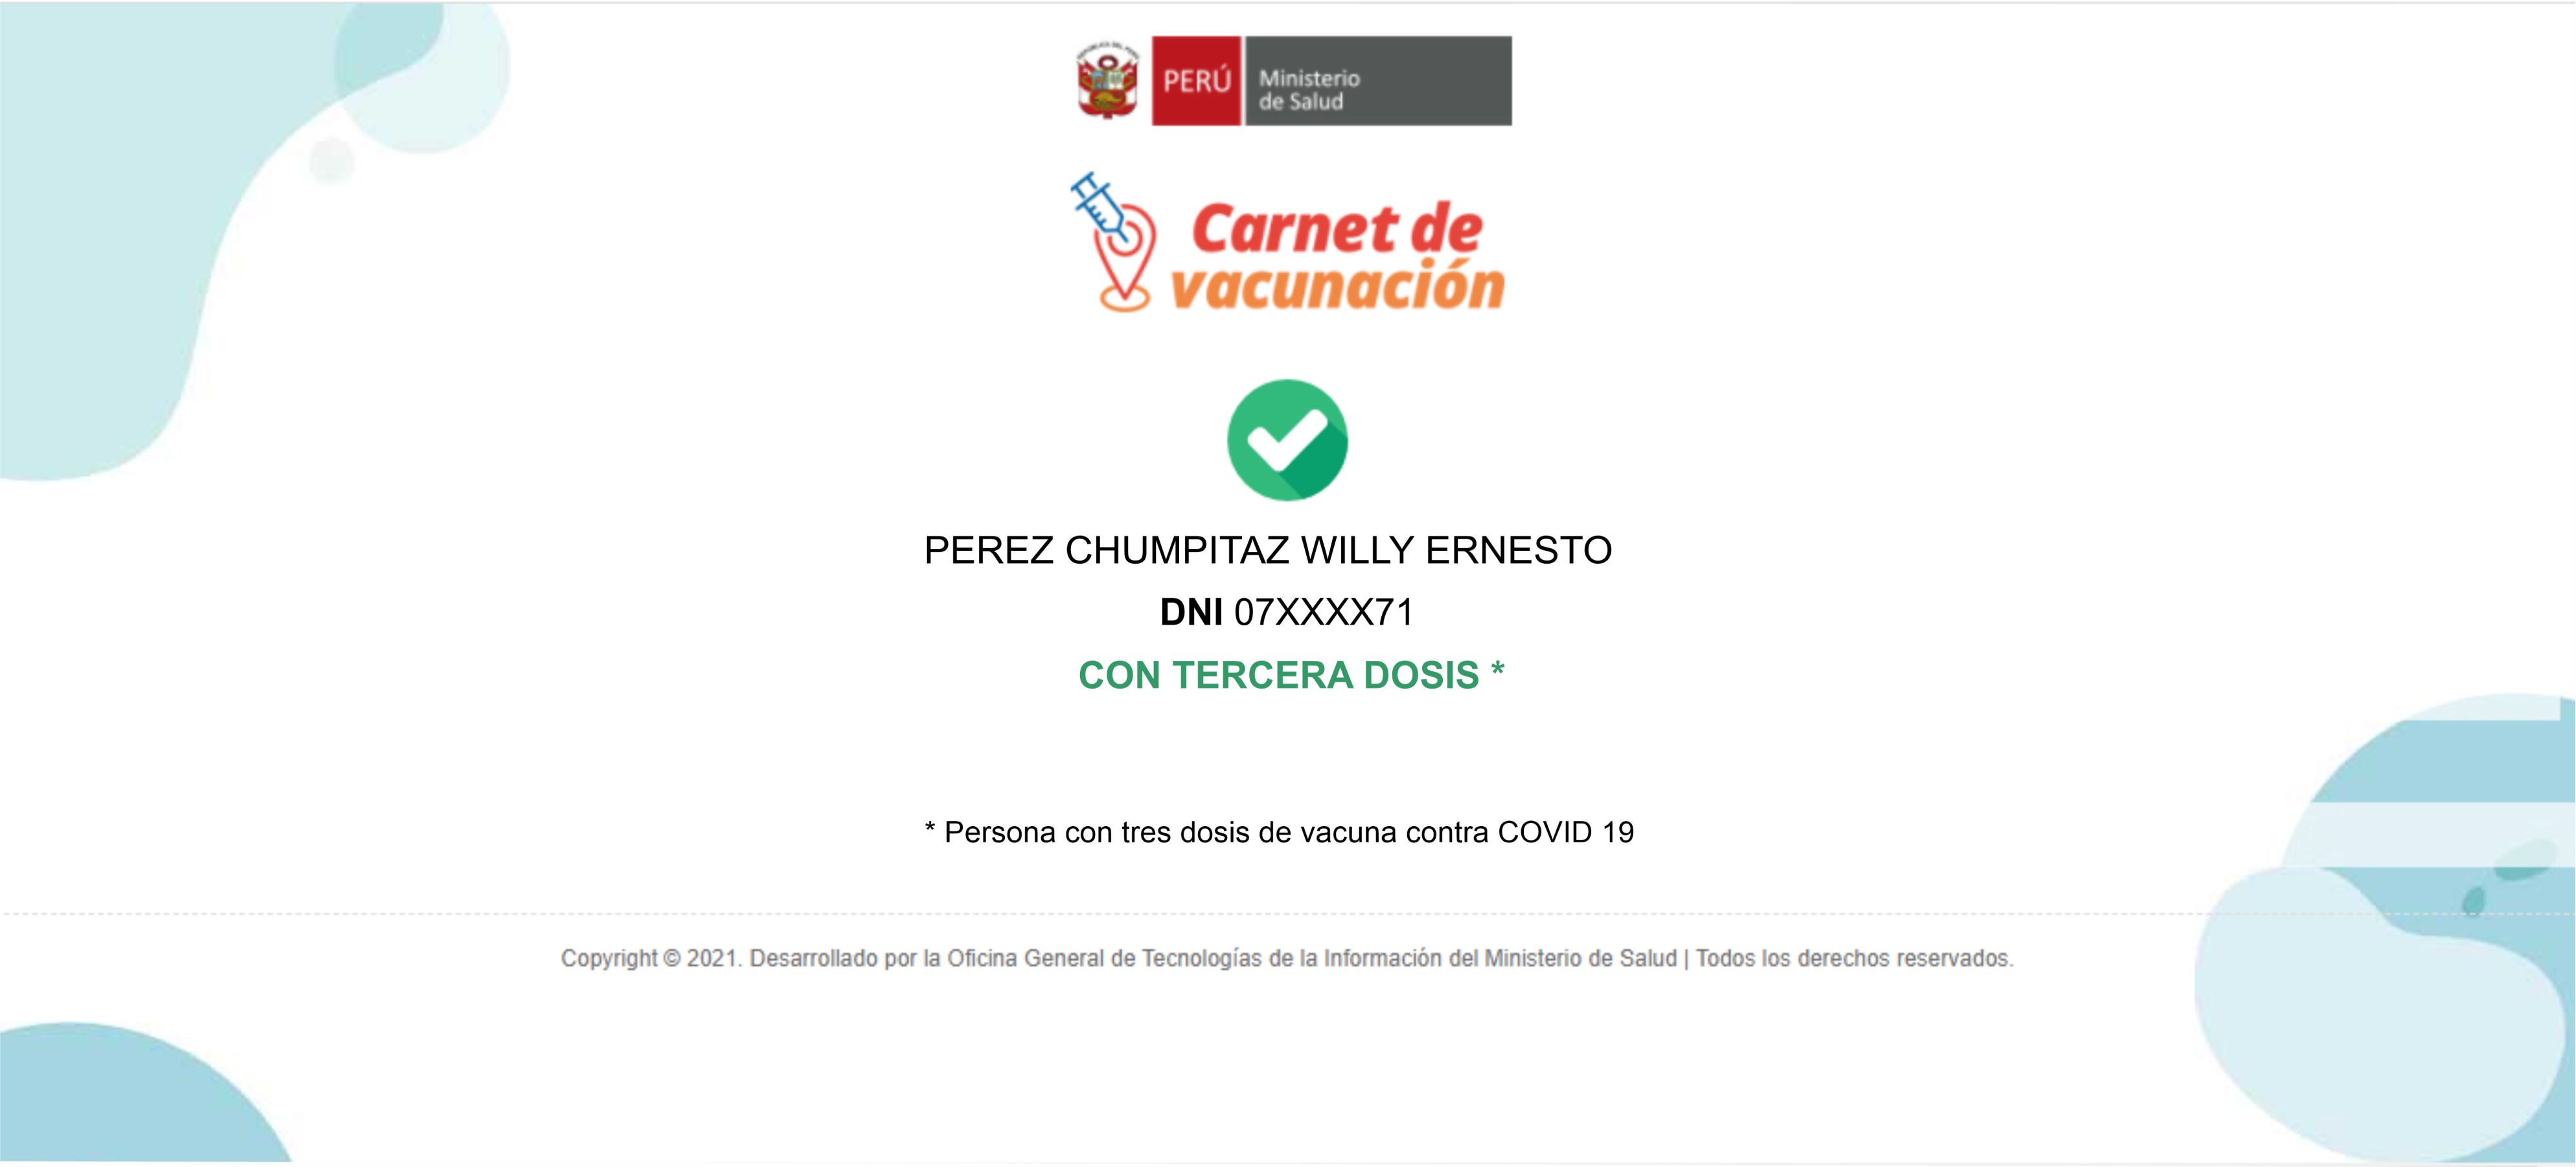 PERÚ
Ministerio
de Salud
Carnet de
vacunación
PEREZ CHUMPITAZ WILLY ERNESTO
DNI 07XXXX71
CON TERCERA DOSIS *
* Persona con tres dosis de vacuna contra COVID 19
Copyright © 2021. Desarrollado por la Oficina General de Tecnologías de la Información del Ministerio de Salud | Todos los derechos reservados.